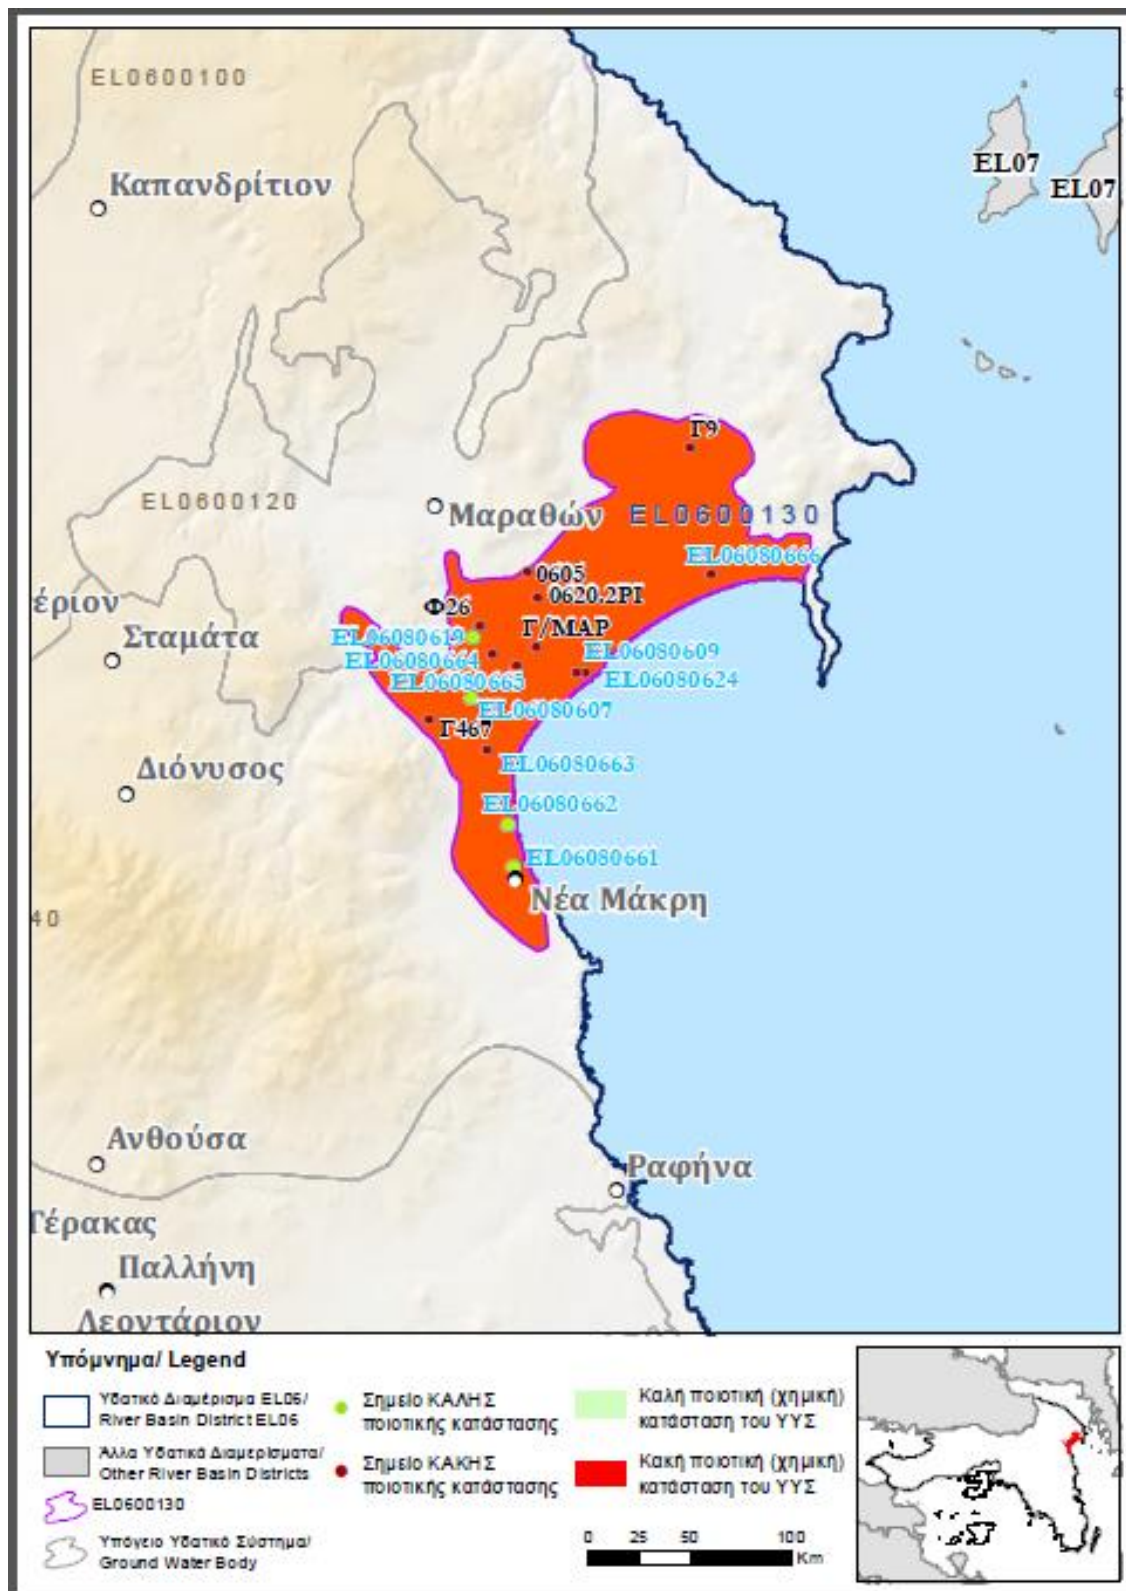 EL0600100
Καπανδρίτιον
EL07
EL07
Γ9
EL0600120
Μαραθών
EL0600130
EL06080666
0605
0620.2PI
έριον
Φ26
Γ/ΜΑΡ
Σταμάτα
EL06080619
EL06080609
EL06080664
EL06080665
EL06080624
EL06080607
Γ467
EL06080663
Διόνυσος
EL06080662
EL06080661
Νέα Μάκρη
40
Ανθούσα
Ραφήνα
Γέρακας
Παλλήνη
Λεοντάριον
Υπόμνημα/ Legend
Υδατικό Διαμέρισμα EL06/
River Basin District EL06
Άλλα Υδατικά Διαμερίσματα/
Other River Basin Districts
EL0600130
Υπόγειο Υδατικό Σύστημα/
Ground Water Body
Σημείο ΚΑΛΗΣ
ποιοτικής κατάστασης
Σημείο ΚΑΚΗΣ
ποιοτικής κατάστασης
Καλή ποιοτική (χημική)
κατάσταση του ΥΥΣ
Κακή ποιοτική (χημική)
κατάσταση του ΥΥΣ
0 25 50 100
Km